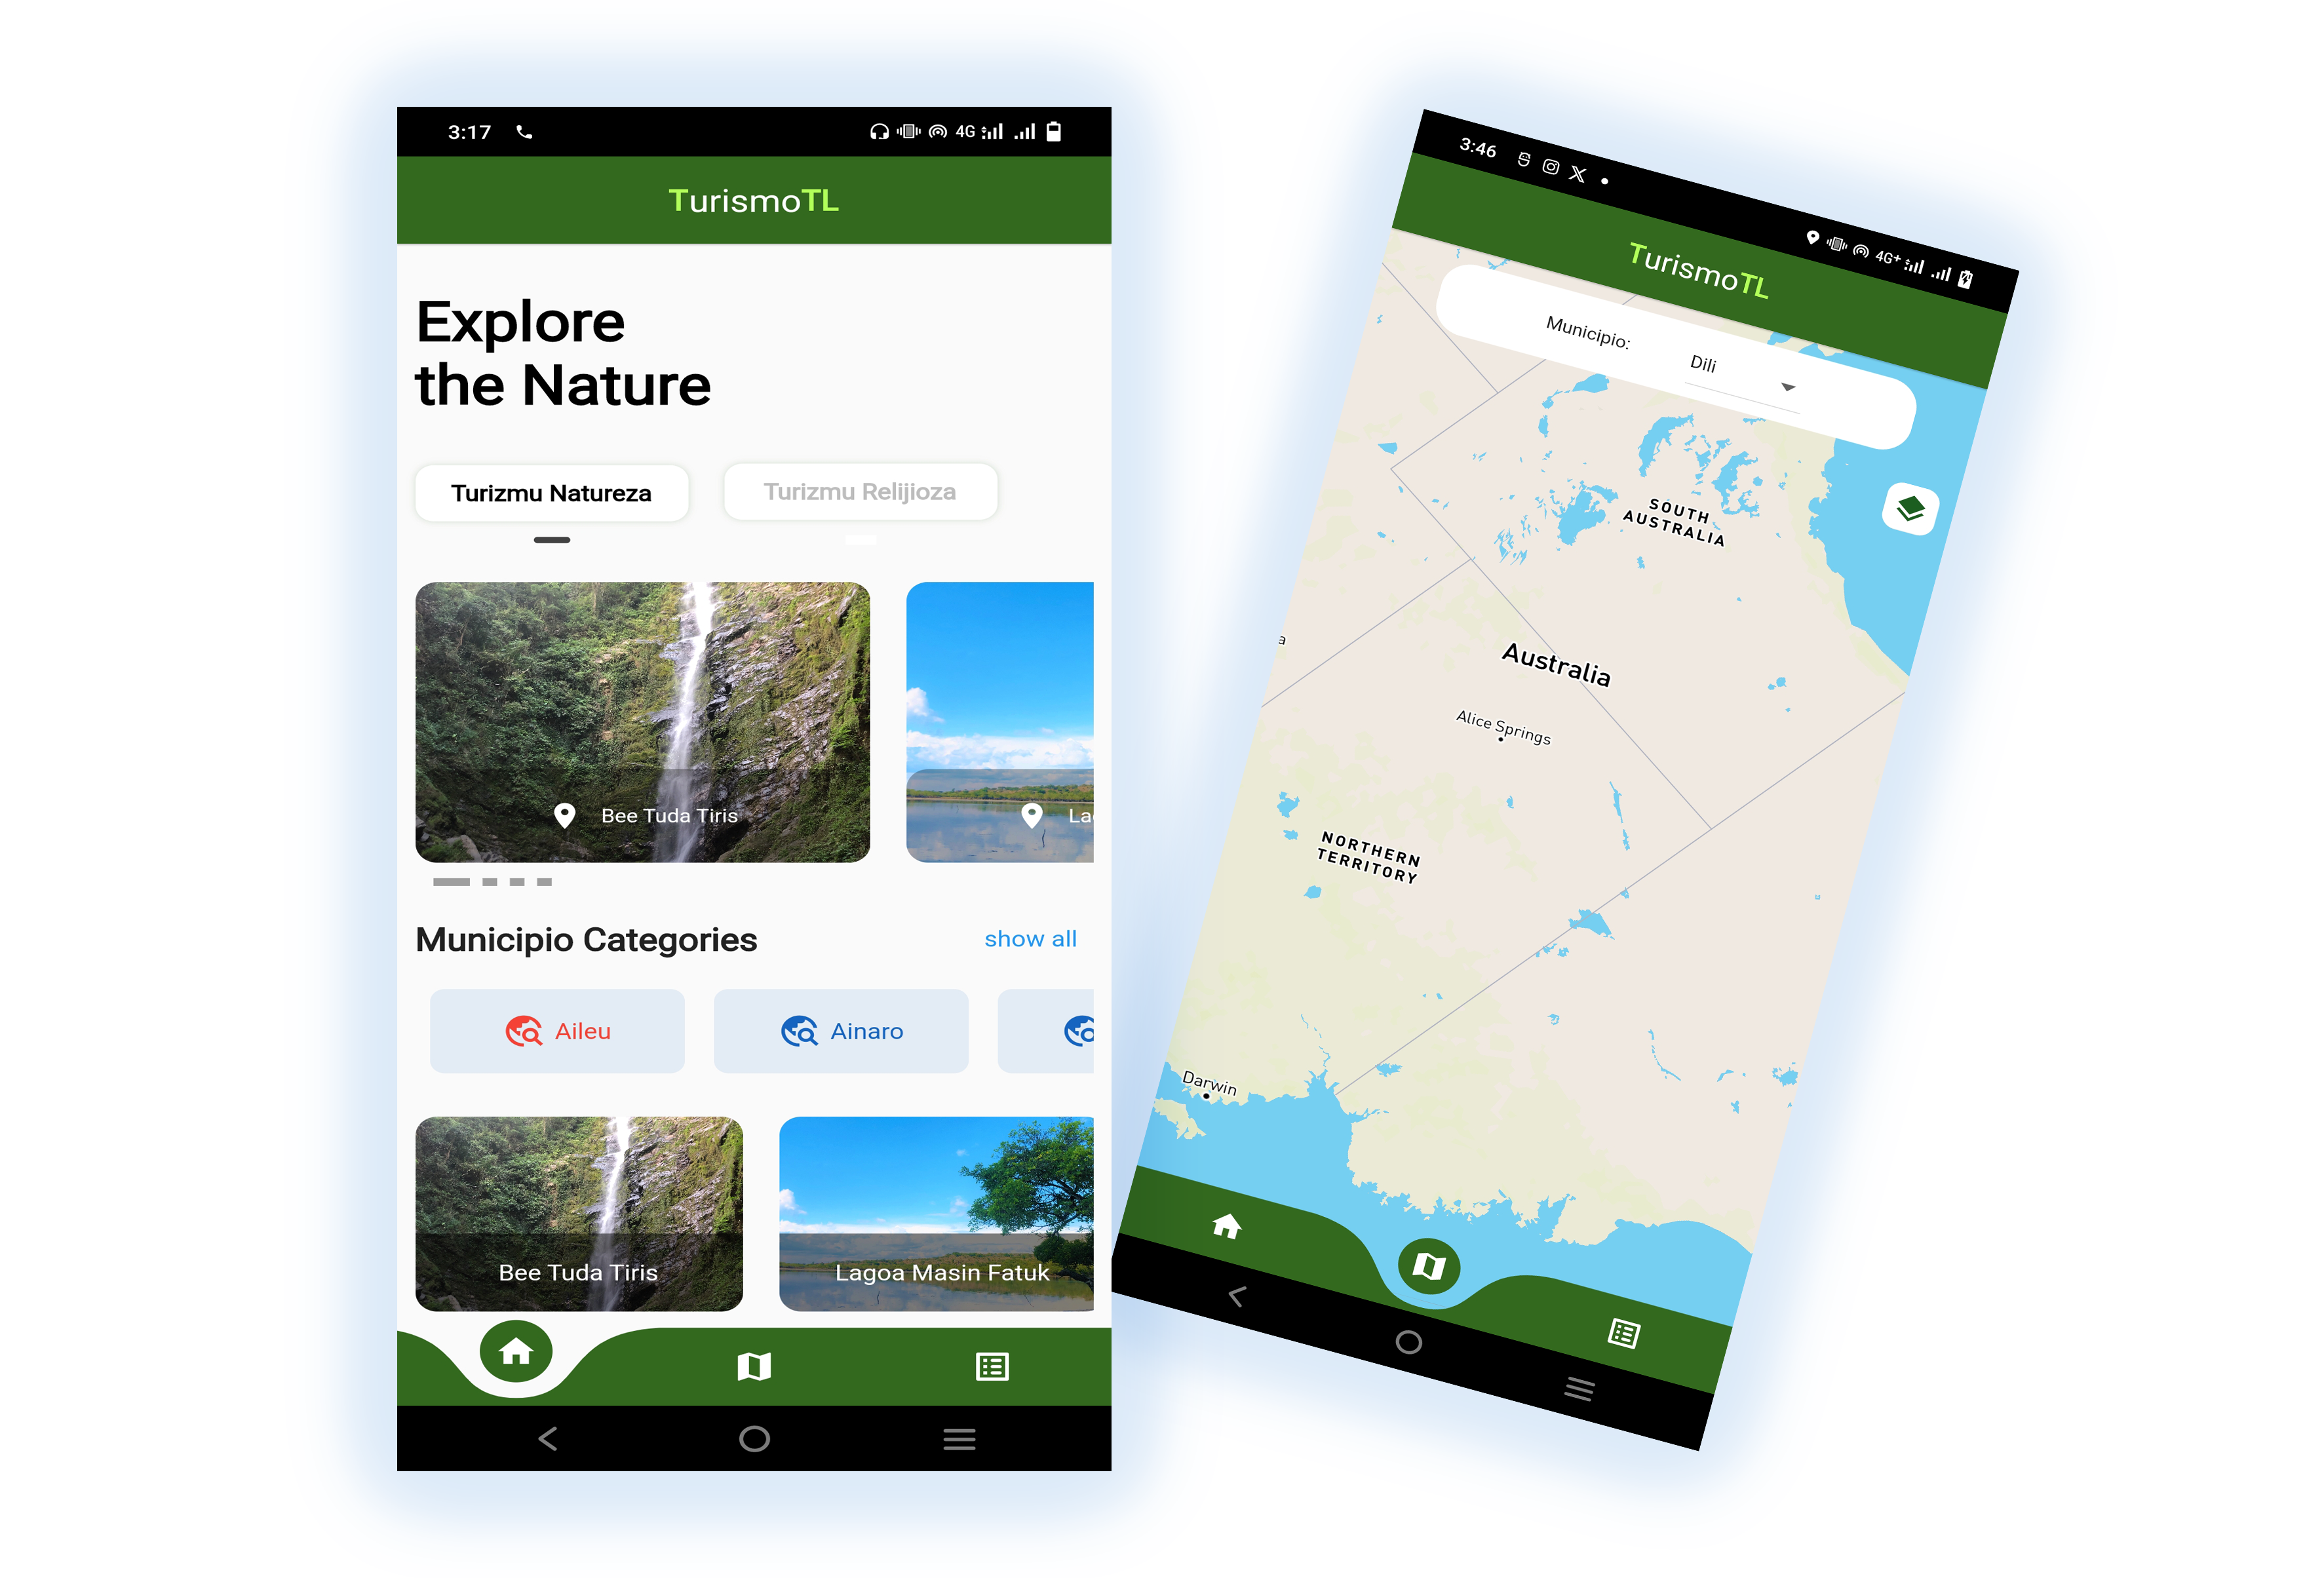 3:17
4G
TurismoTL
Explore
the Nature
Turizmu Natureza
Turizmu Relijioza
Bee Tuda Tiris
La
Municipio Categories
show all
Aileu
Ainaro
Bee Tuda Tiris
Lagoa Masin Fatuk
3:46
4G+
TurismoTL
Municipio:
Dili
SOUTH
AUSTRALIA
a
Australia
Alice Springs
NORTHERN
TERRITORY
Darwin